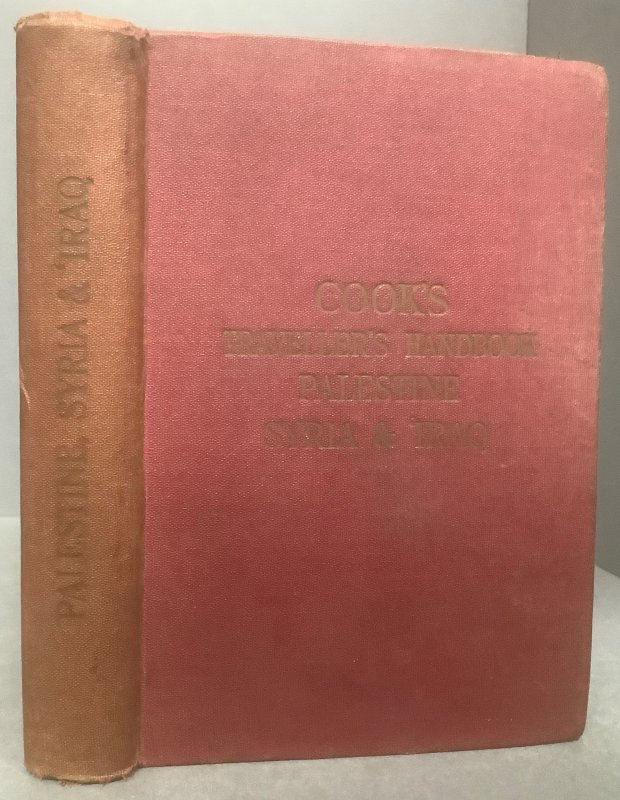 PALESTINE, SYRIA & 'IRAQ
COOK'S
TRAVELLER'S HANDBOOK
PALESTINE
SYRIA & 'IRAQ